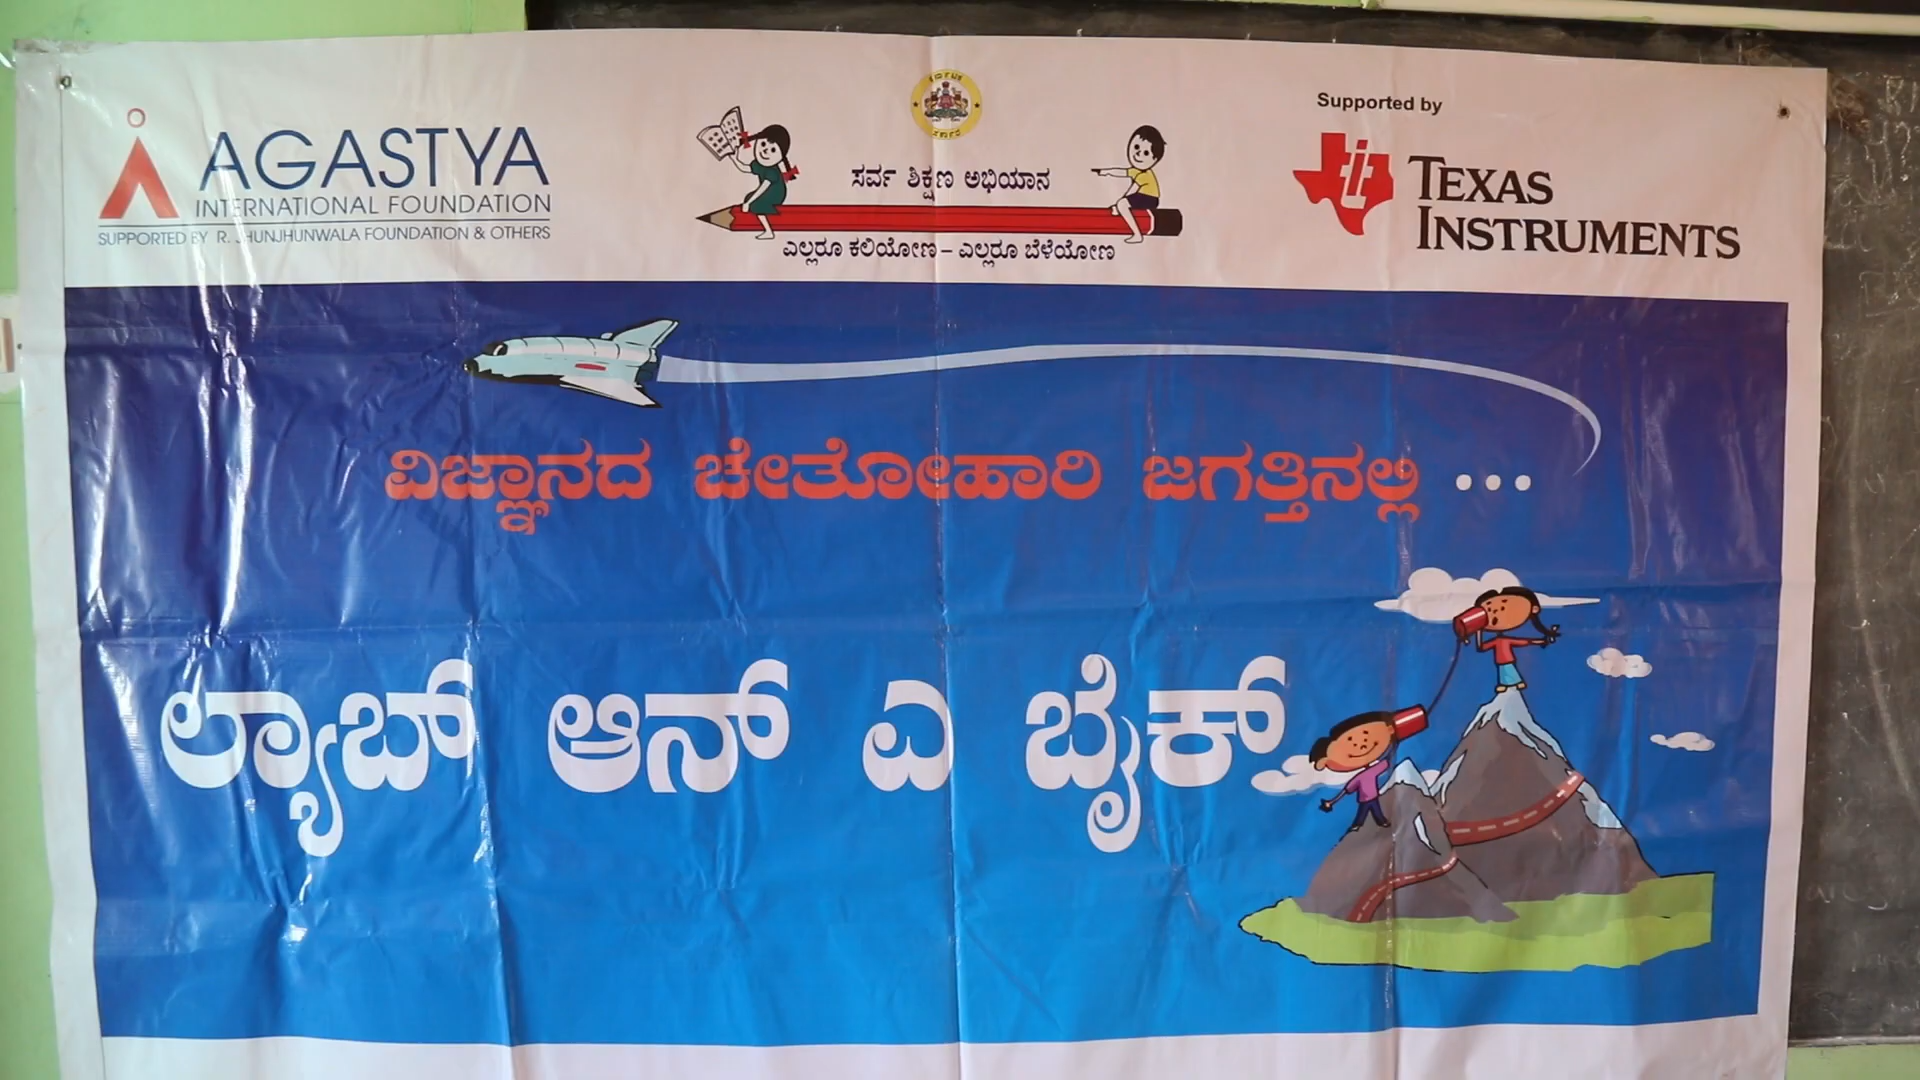 AGASTYA
INTERNATIONAL FOUNDATION
SUPPORTED BY R. JHUNJHUNWALA FOUNDATION & OTHERS
ಸರ್ವ ಶಿಕ್ಷಣ ಅಭಿಯಾನ
ಎಲ್ಲರೂ ಕಲಿಯೋಣ – ಎಲ್ಲರೂ ಬೆಳೆಯೋಣ
Supported by
TEXAS
INSTRUMENTS
ವಿಜ್ಞಾನದ ಚೇತೋಹಾರಿ ಜಗತ್ತಿನಲ್ಲಿ ...
ಲ್ಯಾಬ್ ಆನ್ ಎ ಬೈಕ್